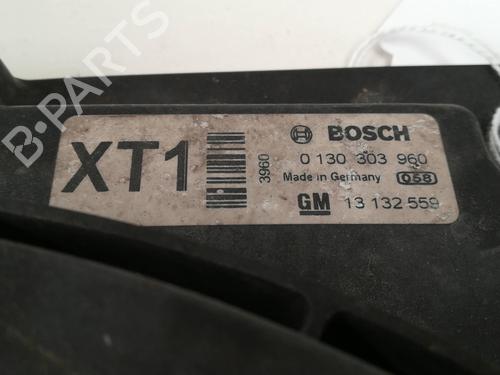 B-PARTS
XT1
3960
BOSCH
0 130 303 960
Made in Germany 058
GM 13 132 559